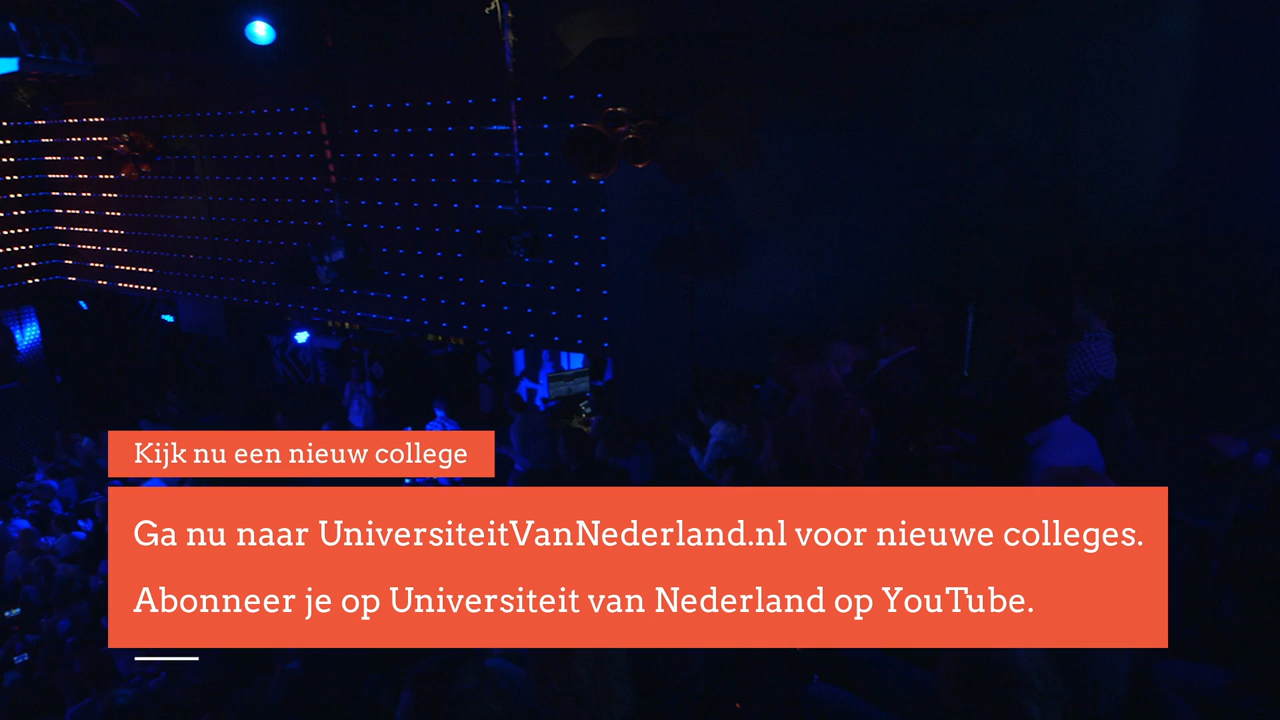 Kijk nu een nieuw college
Ga nu naar UniversiteitVanNederland.nl voor nieuwe colleges.
Abonneer je op Universiteit van Nederland op YouTube.